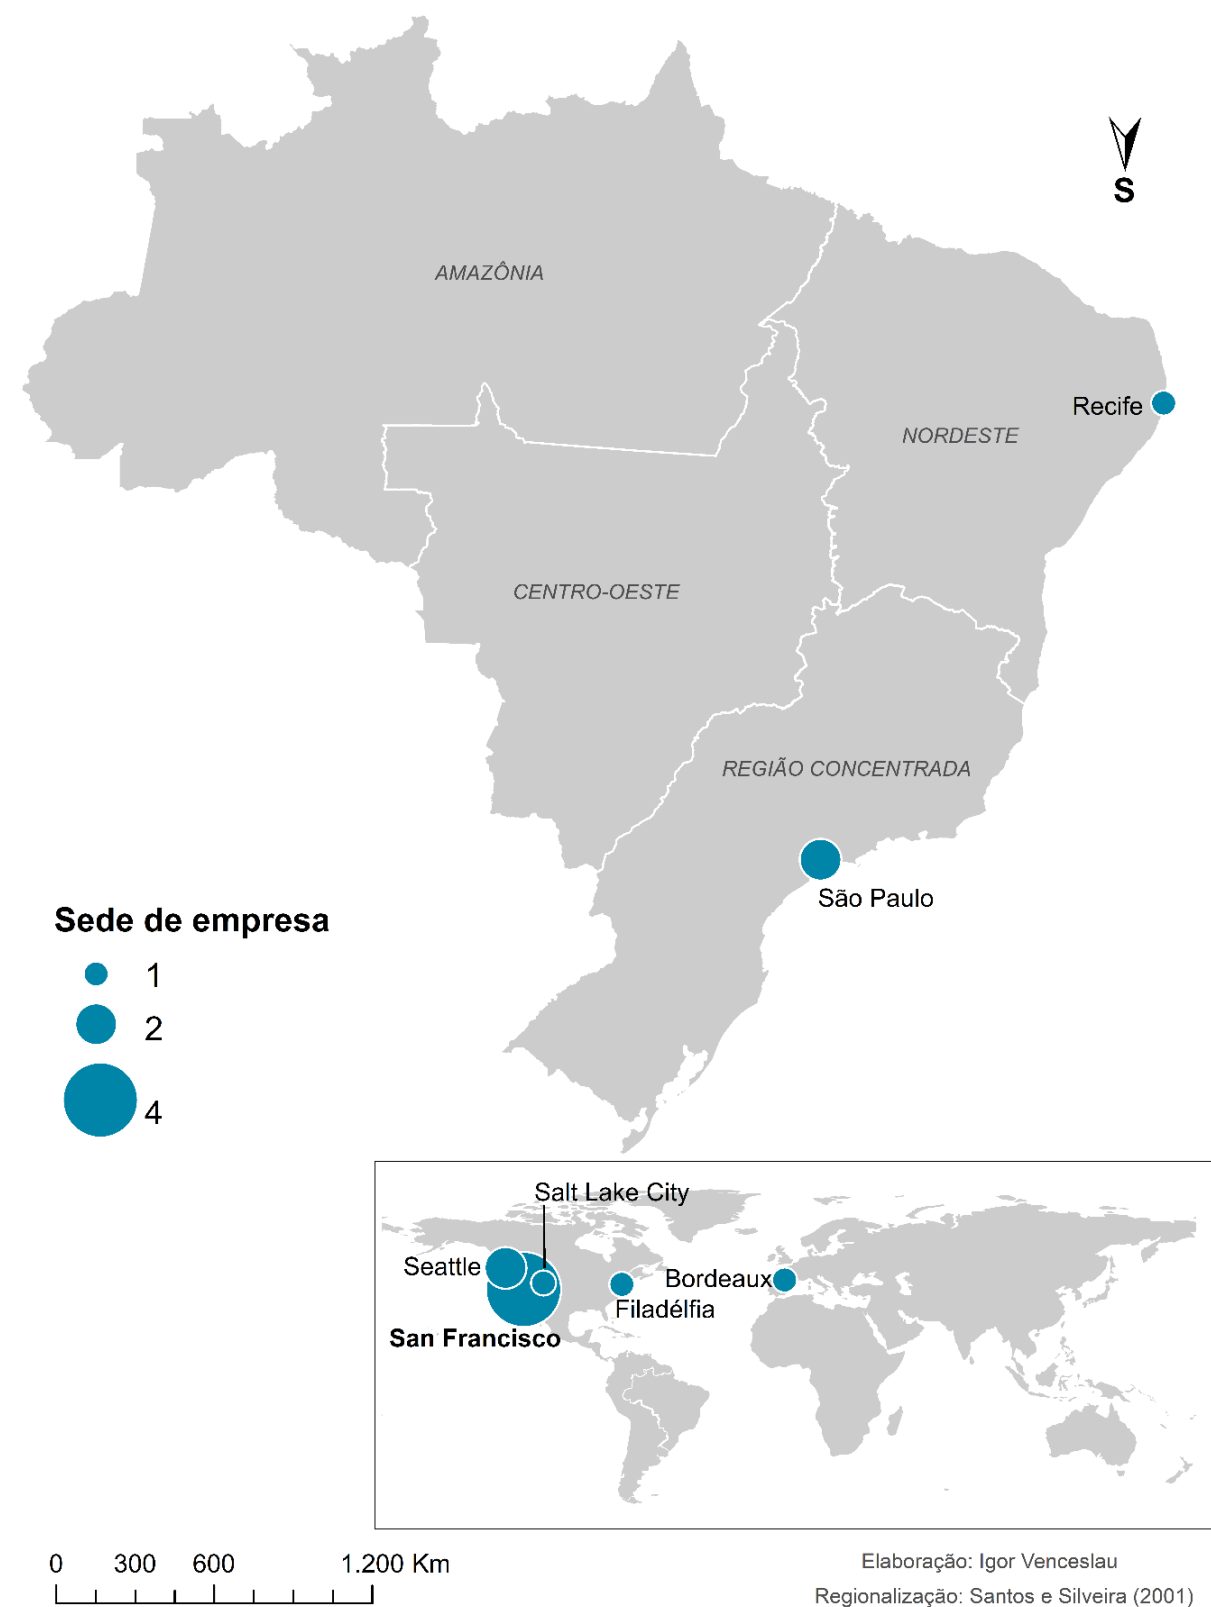 S
AMAZÔNIA
Recife
NORDESTE
CENTRO-OESTE
REGIÃO CONCENTRADA
São Paulo
Sede de empresa
1
2
4
Salt Lake City
Seattle
Bordeaux
Filadélfia
San Francisco
0 300 600 1.200 Km
Elaboração: Igor Venceslau
Regionalização: Santos e Silveira (2001)